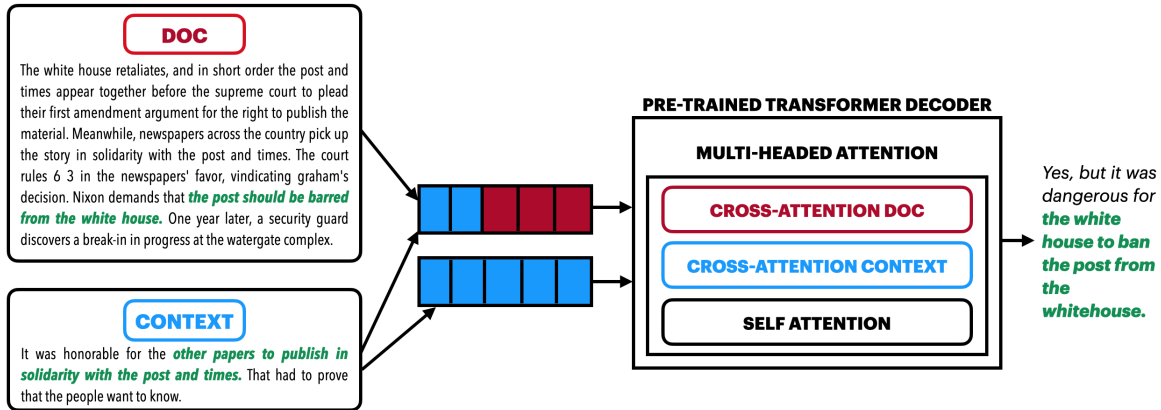 DOC
The white house retaliates, and in short order the post and
times appear together before the supreme court to plead
their first amendment argument for the right to publish the
material. Meanwhile, newspapers across the country pick up
the story in solidarity with the post and times. The court
rules 6 3 in the newspapers' favor, vindicating graham's
decision. Nixon demands that the post should be barred
from the white house. One year later, a security guard
discovers a break-in in progress at the watergate complex.
CONTEXT
It was honorable for the other papers to publish in
solidarity with the post and times. That had to prove
that the people want to know.
PRE-TRAINED TRANSFORMER DECODER
MULTI-HEADED ATTENTION
CROSS-ATTENTION DOC
CROSS-ATTENTION CONTEXT
SELF ATTENTION
Yes, but it was
dangerous for
the white
house to ban
the post from
the
whitehouse.